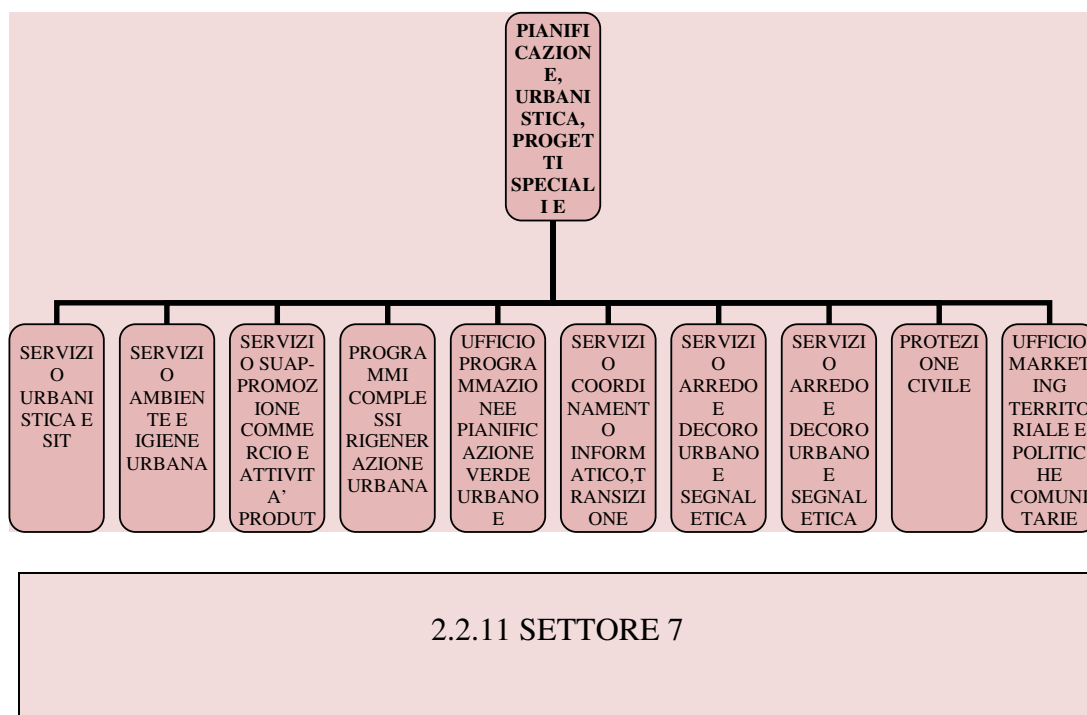 PIANIFI
CAZION
E,
URBANI
STICA,
PROGET
TI
SPECIAL
I E
SERVIZI
O
URBANI
STICA E
SIT
SERVIZI
O
AMBIEN
TE E
IGIENE
URBANA
SERVIZI
O SUAP-
PROMOZ
IONE
COMME
RCIO E
ATTIVIT
A’
PRODUT
PROGRA
MMI
COMPLE
SSI
RIGENER
AZIONE
URBANA
UFFICIO
PROGRA
MMAZIO
NEE
PIANIFIC
AZIONE
VERDE
URBANO
E
SERVIZI
O
COORDI
NAMENT
O
INFORM
ATICO,T
RANSIZI
ONE
SERVIZI
O
ARREDO
E
DECORO
URBANO
E
SEGNAL
ETICA
SERVIZI
O
ARREDO
E
DECORO
URBANO
E
SEGNAL
ETICA
PROTEZI
ONE
CIVILE
UFFICIO
MARKET
ING
TERRITO
RIALE E
POLITIC
HE
COMUNI
TARIE
2.2.11 SETTORE 7